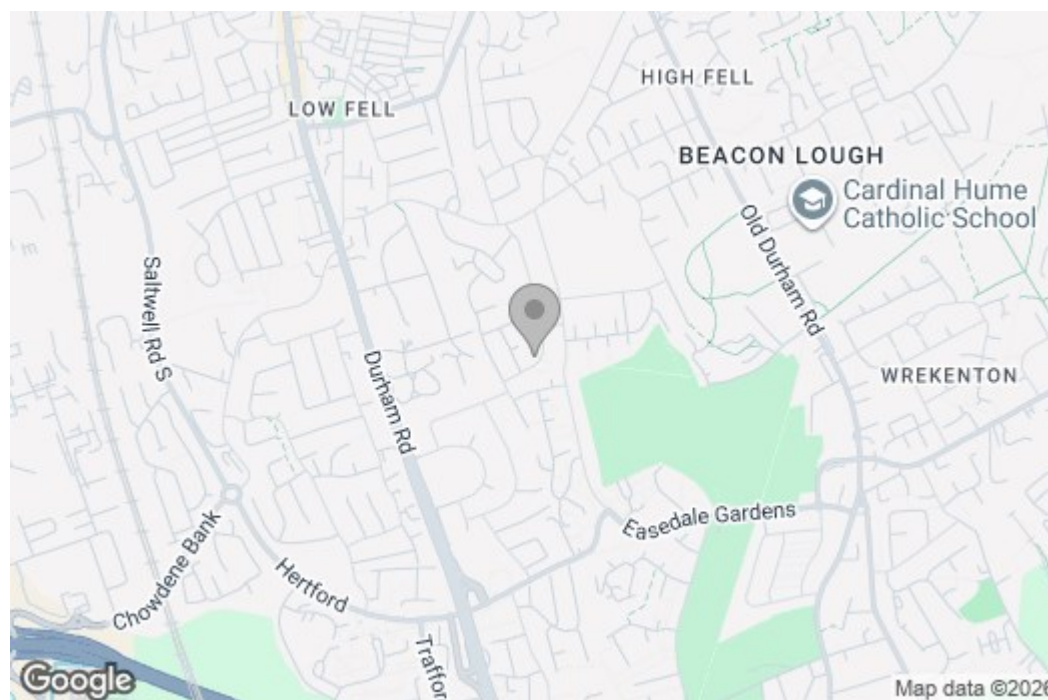 HIGH FELL
LOW FELL
BEACON LOUGH
Cardinal Hume
Catholic School
Old Durham Rd
Saltwell Rd S
Durham Rd
WREKENTON
Easedale Gardens
Chowdene Bank
Hertford
Traffor
Google
Map data ©2026